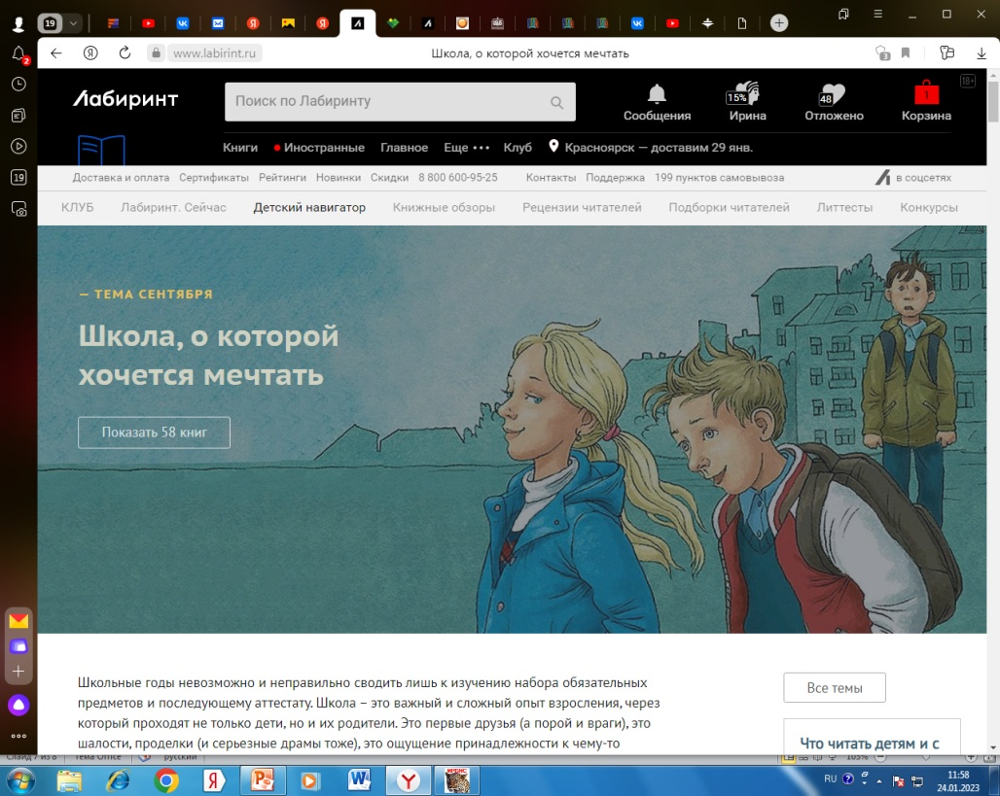 19
www.labirint.ru
Школа, о которой хочется мечтать
3
2
19
Лабиринт
Поиск по Лабиринту
Сообщения
15%
Ирина
48
Отложено
1
Корзина
18+
Книги
Иностранные
Главное
Еще •••
Клуб
Красноярск — доставим 29 янв.
Доставка и оплата
Сертификаты
Рейтинги
Новинки
Скидки
8 800 600-95-25
Контакты
Поддержка
199 пунктов самовывоза
в соцсетях
КЛУБ
Лабиринт. Сейчас
Детский навигатор
Книжные обзоры
Рецензии читателей
Подборки читателей
Литтесты
Конкурсы
— ТЕМА СЕНТЯБРЯ
Школа, о которой
хочется мечтать
Показать 58 книг
Школьные годы невозможно и неправильно сводить лишь к изучению набора обязательных
предметов и последующему аттестату. Школа – это важный и сложный опыт взросления, через
который проходят не только дети, но и их родители. Это первые друзья (а порой и враги), это
шалости, проделки (и серьезные драмы тоже), это ощущение принадлежности к чему-то
Все темы
Что читать детям и с
Слайд 7 из 8
Тема Office
русский
103%
RU
11:58
24.01.2023